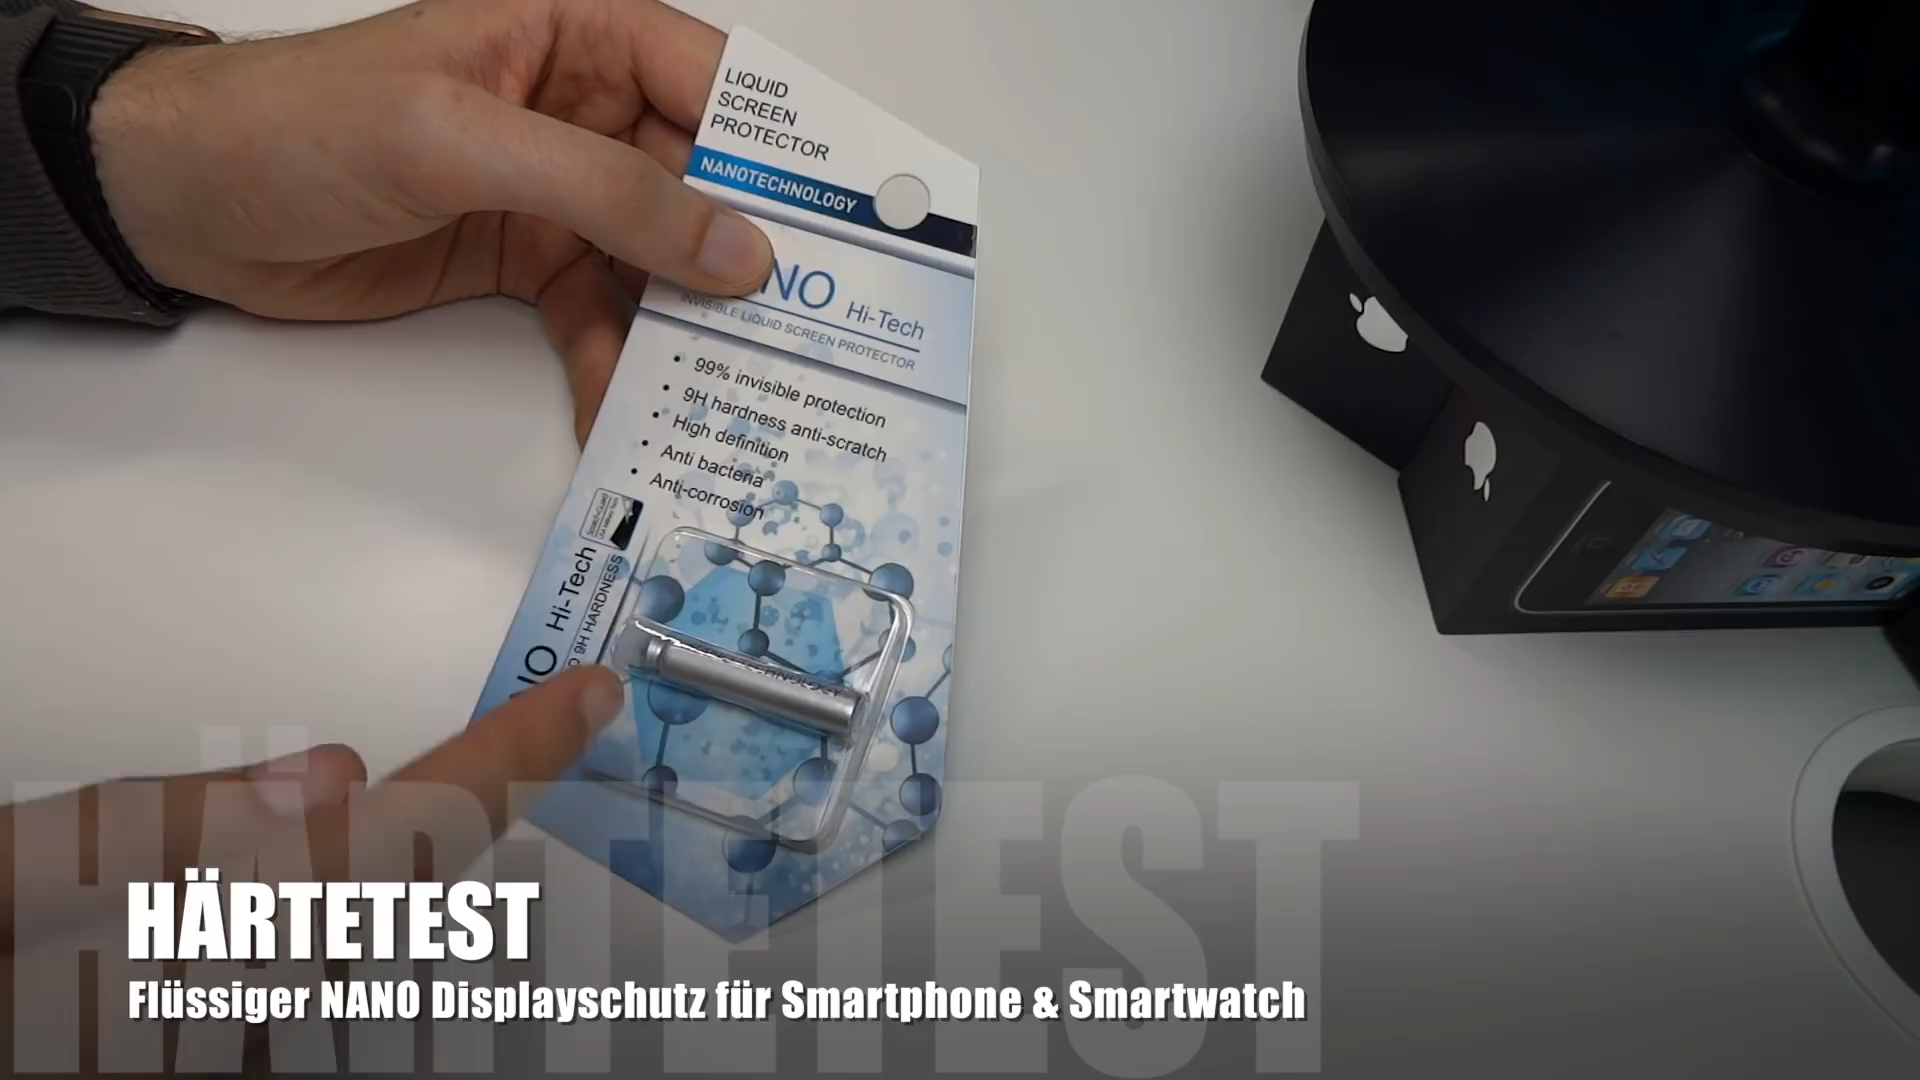 LIQUID
SCREEN
PROTECTOR
NANOTECHNOLOGY
NO Hi-Tech
INVISIBLE LIQUID SCREEN PROTECTOR
• 99% invisible protection
• 9H hardness anti-scratch
• High definition
• Anti bacteria
• Anti-corrosion
NO Hi-Tech
O 9H HARDNESS
HÄRTETEST
HÄRTETEST
Flüssiger NANO Displayschutz für Smartphone & Smartwatch